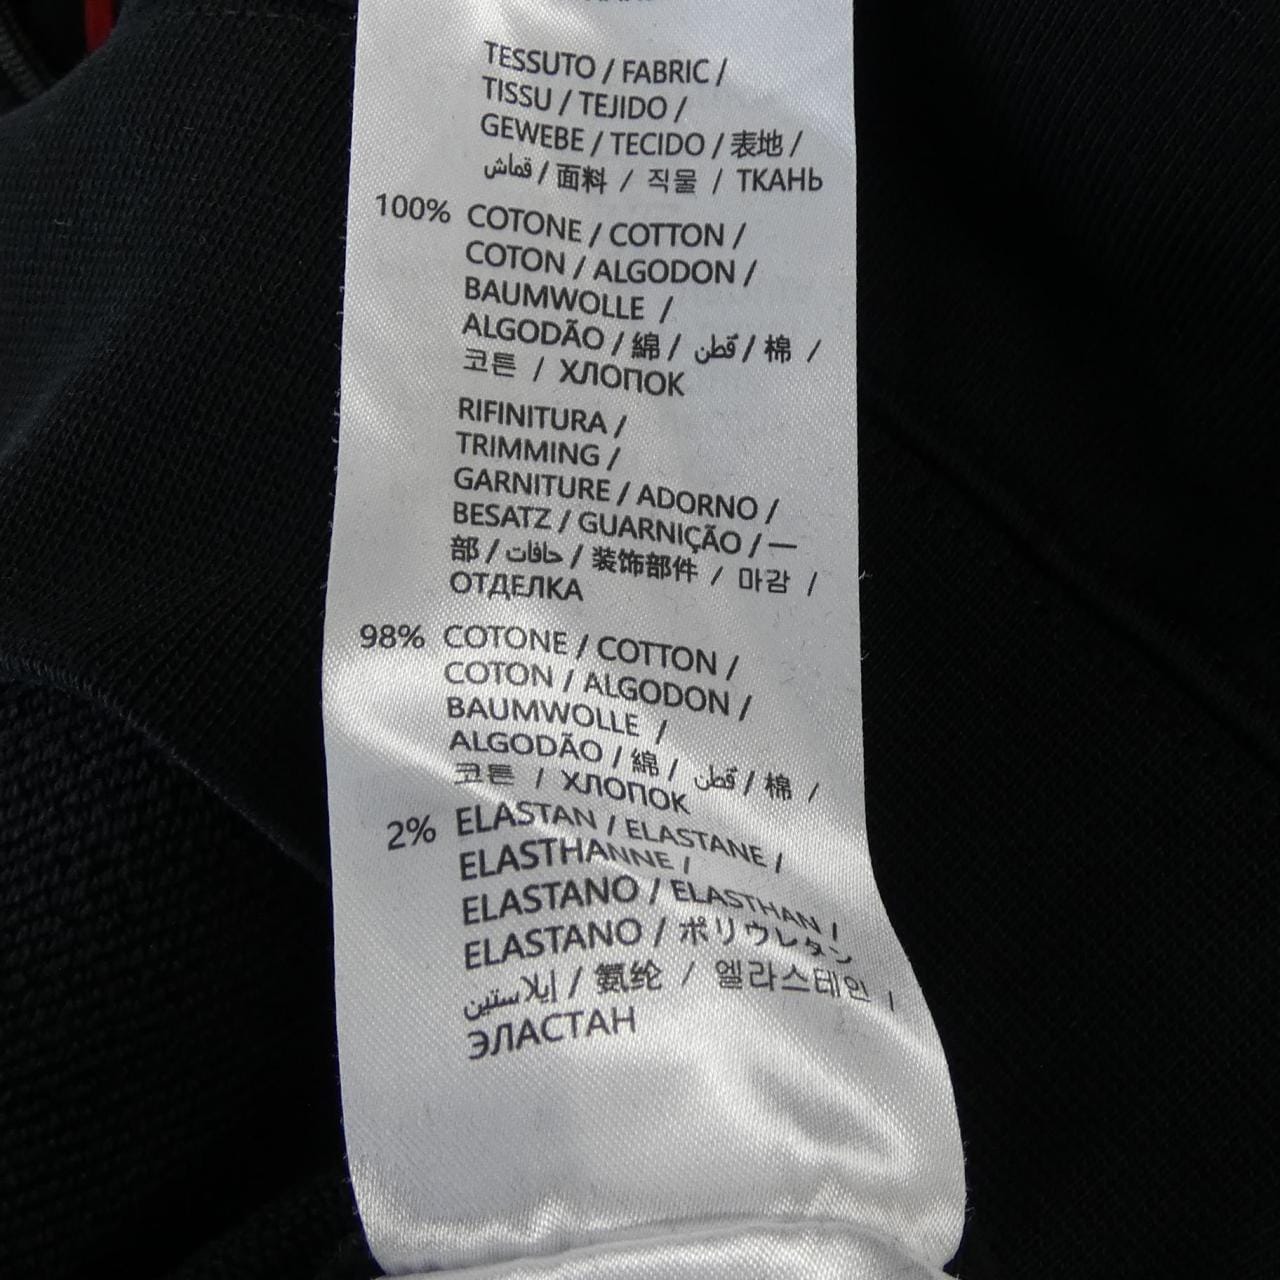 TESSUTO / FABRIC /
TISSU / TEJIDO /
GEWEBE / TECIDO / 表地 /
قماش / 面料 / 직물 / ТКАНЬ
100% COTONE / COTTON /
COTON / ALGODON /
BAUMWOLLE /
ALGODÃO / 綿 / قطن / 棉 /
코튼 / ХЛОПОК
RIFINITURA /
TRIMMING /
GARNITURE / ADORNO /
BESATZ / GUARNIÇÃO / 一
部 / حافات / 装饰部件 / 마감 /
ОТДЕЛКА
98% COTONE / COTTON /
COTON / ALGODON /
BAUMWOLLE /
ALGODÃO / 綿 / قطن / 棉 /
코튼 / ХЛОПОК
2% ELASTAN / ELASTANE /
ELASTHANNE /
ELASTANO / ELASTHAN /
ELASTANO / ポリウレタン
إيلاستين / 氨纶 / 엘라스테인 /
ЭЛАСТАН